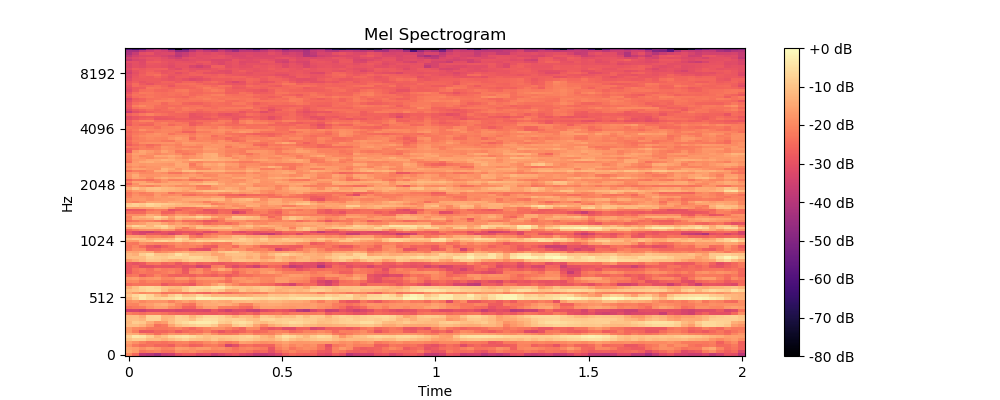 Mel Spectrogram
Hz
8192
4096
2048
1024
512
0
0
0.5
1
1.5
2
Time
+0 dB
-10 dB
-20 dB
-30 dB
-40 dB
-50 dB
-60 dB
-70 dB
-80 dB